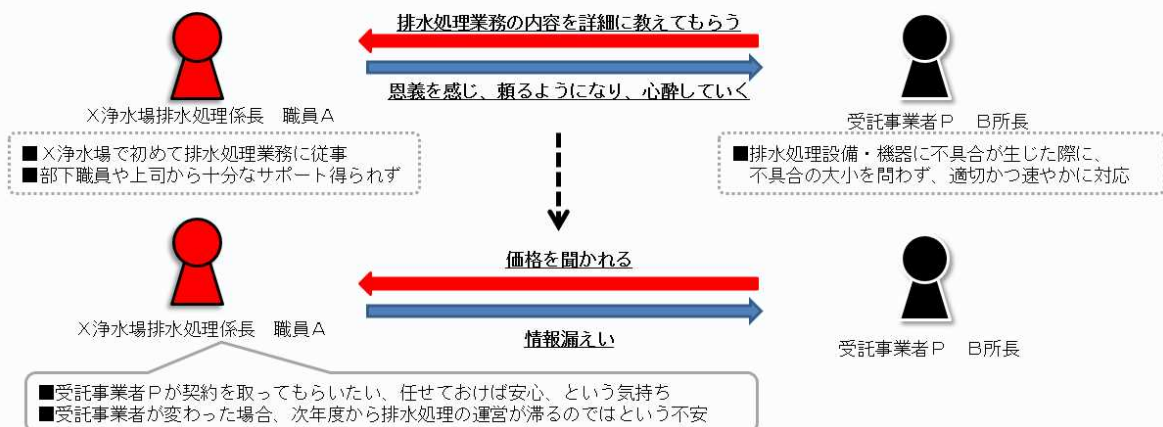 排水処理業務の内容を詳細に教えてもらう
恩義を感じ、頼るようになり、心酔していく
X浄水場排水処理係長　職員A
受託事業者P　B所長
■X浄水場で初めて排水処理業務に従事
■部下職員や上司から十分なサポート得られず
■排水処理設備・機器に不具合が生じた際に、
不具合の大小を問わず、適切かつ速やかに対応
価格を聞かれる
情報漏えい
X浄水場排水処理係長　職員A
受託事業者P　B所長
■受託事業者Pが契約を取ってもらいたい、任せておけば安心、という気持ち
■受託事業者が変わった場合、次年度から排水処理の運営が滞るのではという不安